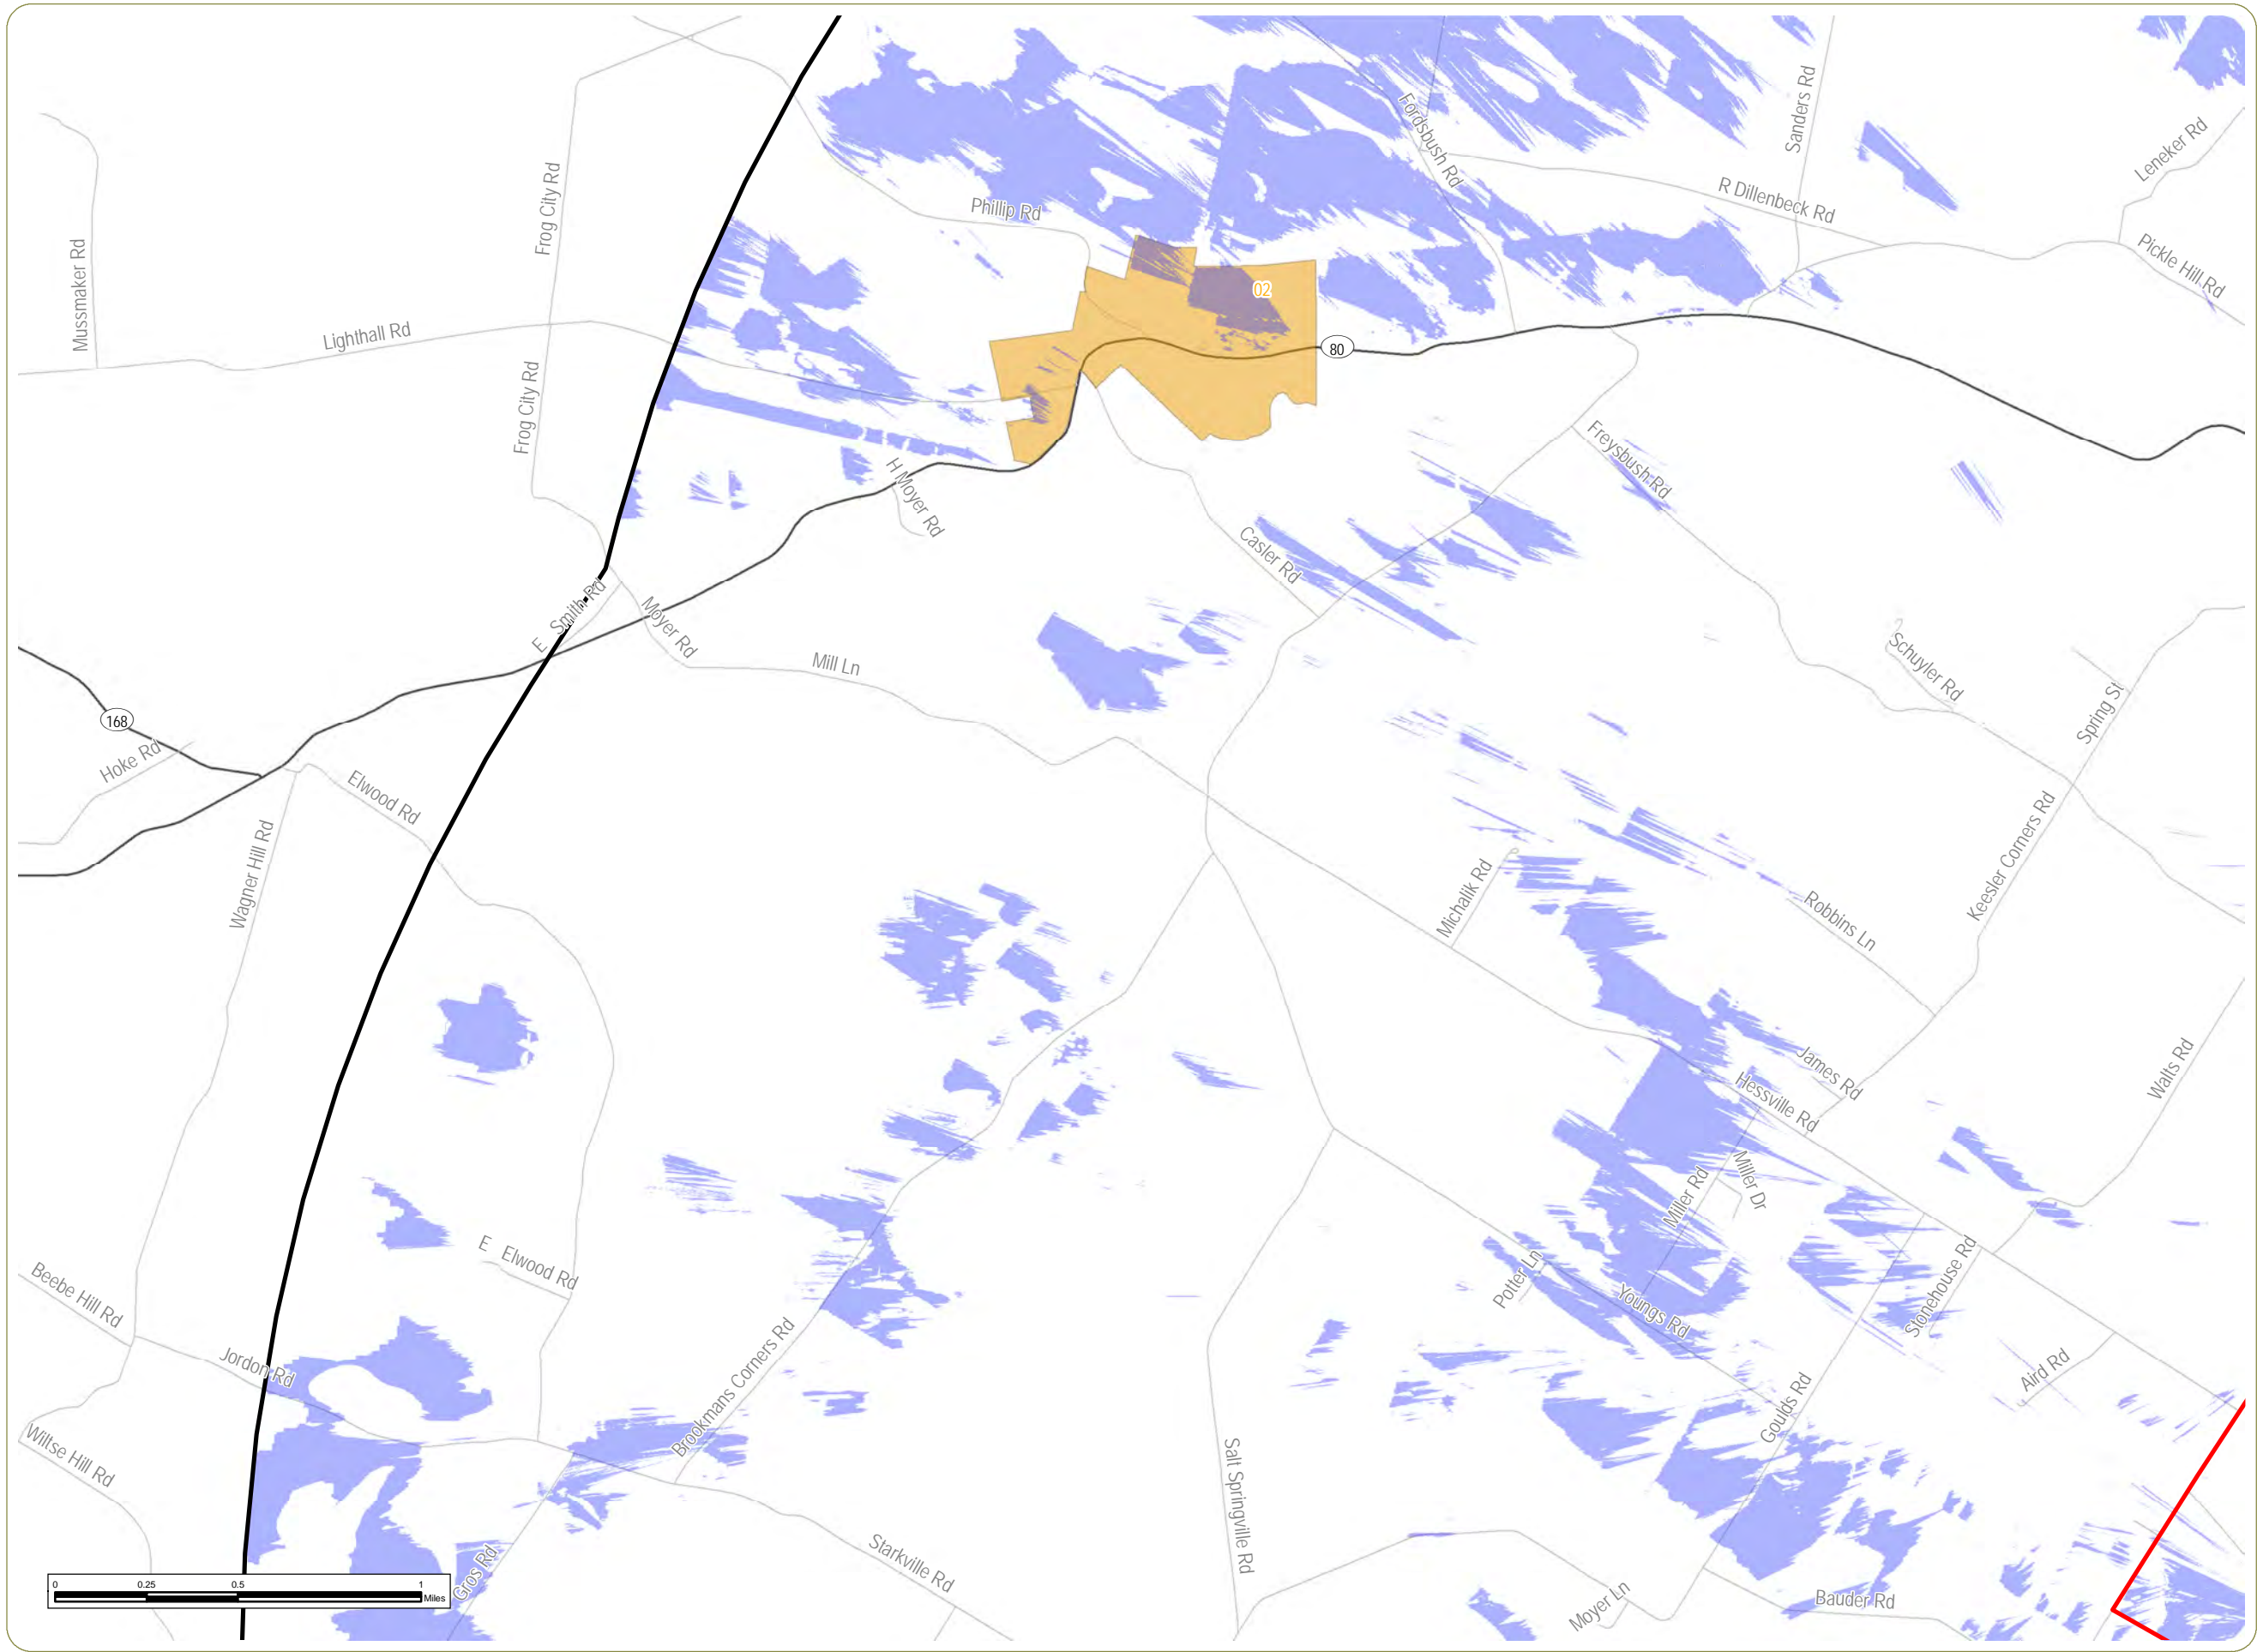 Sanders Rd
Fordsbush Rd
Leneker Rd
Frog City Rd
R Dillenbeck Rd
Phillip Rd
Pickle Hill Rd
Mussmaker Rd
02
Lighthall Rd
80
Frog City Rd
Freysbush Rd
H Moyer Rd
Casler Rd
E Smith Rd
Moyer Rd
Mill Ln
Schuyler Rd
Spring St
168
Hoke Rd
Elwood Rd
Wagner Hill Rd
Keesler Corners Rd
Michalik Rd
Robbins Ln
James Rd
Walts Rd
Hessville Rd
Miller Dr
Miller Rd
E Elwood Rd
Stonehouse Rd
Potter Ln
Beebe Hill Rd
Youngs Rd
Jordon Rd
Brookmans Corners Rd
Aird Rd
Goulds Rd
Wiltse Hill Rd
Salt Springville Rd
Starkville Rd
Gros Rd
Moyer Ln
Bauder Rd
0 0.25 0.5 1
Miles